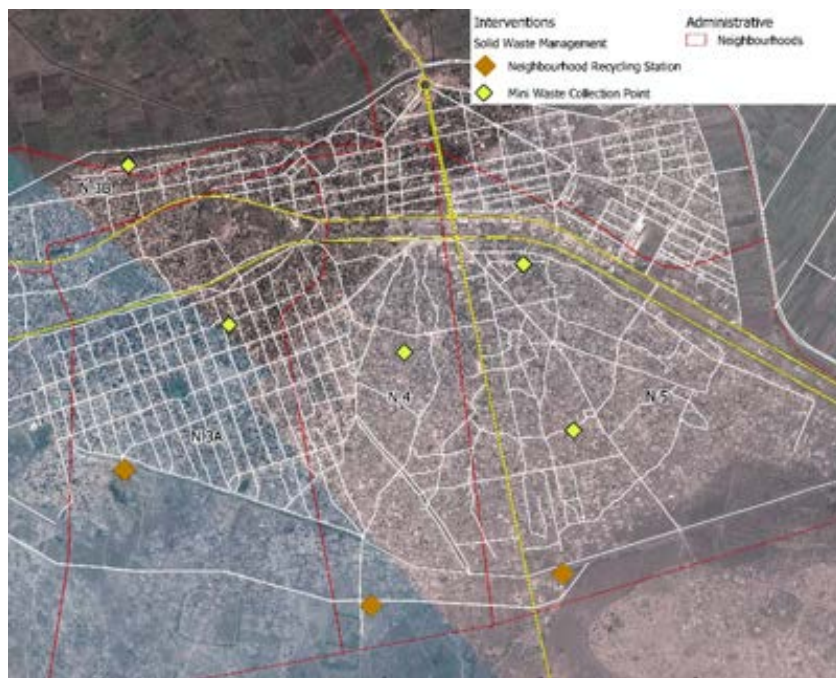 Interventions
Solid Waste Management
Neighbourhood Recycling Station
Mini Waste Collection Point
Administrative
Neighbourhoods
N 3B
N 4
N 5
N 3A